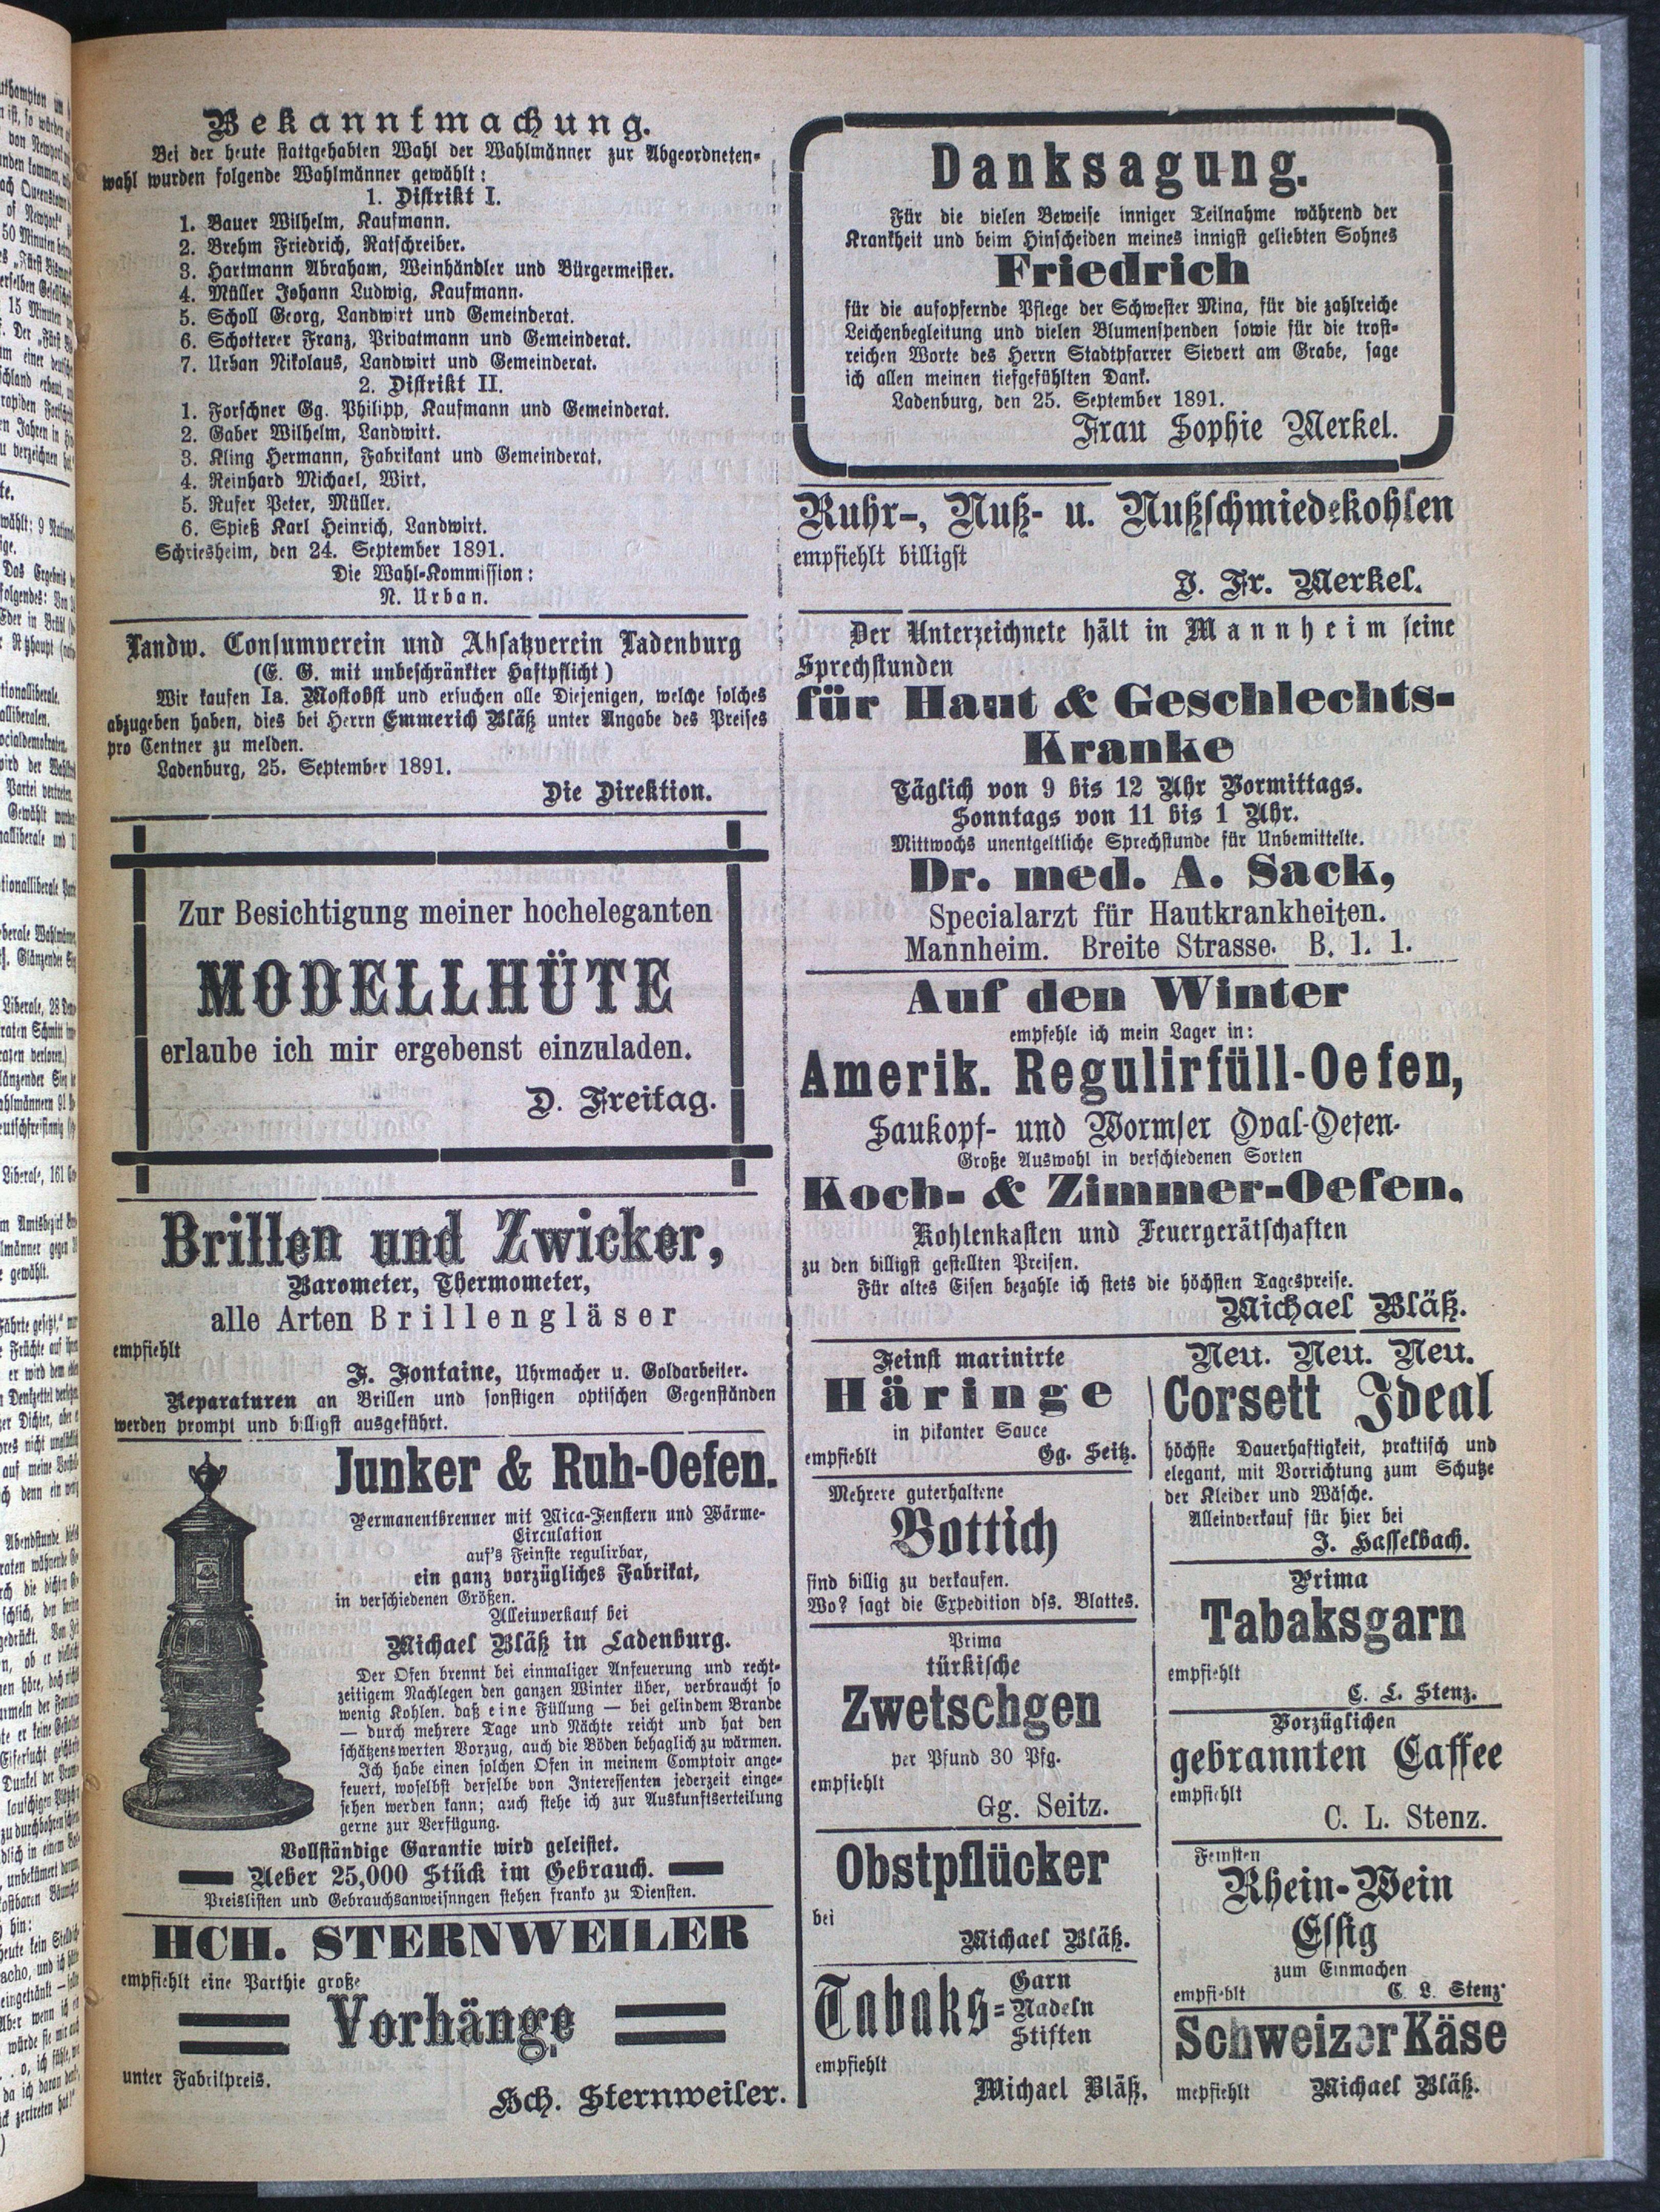 Bekanntmachung.
Bei der heute stattgehabten Wahl der Wahlmänner zur Abgeordneten-
wahl wurden folgende Wahlmänner gewählt:
1. Distrikt I.
1. Bauer Wilhelm, Kaufmann.
2. Brehm Friedrich, Ratschreiber.
3. Hartmann Abraham, Weinhändler und Bürgermeister.
4. Müller Johann Ludwig, Kaufmann.
5. Scholl Georg, Landwirt und Gemeinderat.
6. Schotterer Franz, Privatmann und Gemeinderat.
7. Urban Nikolaus, Landwirt und Gemeinderat.
2. Distrikt II.
1. Forschner Gg. Philipp, Kaufmann und Gemeinderat.
2. Gaber Wilhelm, Landwirt.
3. Kling Hermann, Fabrikant und Gemeinderat.
4. Reinhard Michael, Wirt.
5. Rufer Peter, Müller.
6. Spieß Karl Heinrich, Landwirt.
Schriesheim, den 24. September 1891.
Die Wahl-Kommission:
N. Urban.
Landw. Consumverein und Absatzverein Ladenburg
(E. G. mit unbeschränkter Haftpflicht)
Wir kaufen Ia. Mostobst und ersuchen alle Diejenigen, welche solches
abzugeben haben, dies bei Herrn Emmerich Bläß unter Angabe des Preises
pro Centner zu melden.
Ladenburg, 25. September 1891.
Die Direktion.
Zur Besichtigung meiner hocheleganten
MODELLHÜTE
erlaube ich mir ergebenst einzuladen.
D. Freitag.
Brillen und Zwicker,
Barometer, Thermometer,
alle Arten Brillengläser
empfiehlt
F. Fontaine, Uhrmacher u. Goldarbeiter.
Reparaturen an Brillen und sonstigen optischen Gegenständen
werden prompt und billigst ausgeführt.
Junker & Ruh-Oefen.
Permanentbrenner mit Mica-Fenstern und Wärme-
Circulation
auf's Feinste regulirbar,
ein ganz vorzügliches Fabrikat,
in verschiedenen Größen.
Alleinverkauf bei
Michael Bläß in Ladenburg.
Der Ofen brennt bei einmaliger Anfeuerung und recht-
zeitigem Nachlegen den ganzen Winter über, verbraucht so
wenig Kohlen. daß eine Füllung — bei gelindem Brande
— durch mehrere Tage und Nächte reicht und hat den
schätzenswerten Vorzug, auch die Böden behaglich zu wärmen.
Ich habe einen solchen Ofen in meinem Comptoir ange-
feuert, woselbst derselbe von Interessenten jederzeit einge-
sehen werden kann; auch stehe ich zur Auskunftserteilung
gerne zur Verfügung.
Vollständige Garantie wird geleistet.
Ueber 25,000 Stück im Gebrauch.
Preislisten und Gebrauchsanweisnngen stehen franko zu Diensten.
HCH. STERNWEILER
empfiehlt eine Parthie große
Vorhänge
unter Fabrikpreis.
Hch. Sternweiler.
Danksagung.
Für die vielen Beweise inniger Teilnahme während der
Krankheit und beim Hinscheiden meines innigst geliebten Sohnes
Friedrich
für die aufopfernde Pflege der Schwester Mina, für die zahlreiche
Leichenbegleitung und vielen Blumenspenden sowie für die trost-
reichen Worte des Herrn Stadtpfarrer Sievert am Grabe, sage
ich allen meinen tiefgefühlten Dank.
Ladenburg, den 25. September 1891.
Frau Sophie Merkel.
Ruhr-, Nuß- u. Nußschmiedekohlen
empfiehlt billigst
J. Fr. Merkel.
Der Unterzeichnete hält in Mannheim seine
Sprechstunden
für Haut & Geschlechts-
Kranke
Täglich von 9 bis 12 Uhr Vormittags.
Sonntags von 11 bis 1 Uhr.
Mittwochs unentgeltliche Sprechstunde für Unbemittelte.
Dr. med. A. Sack,
Specialarzt für Hautkrankheiten.
Mannheim. Breite Strasse. B. 1. 1.
Auf den Winter
empfehle ich mein Lager in:
Amerik. Regulirfüll-Oefen,
Saukopf- und Wormser Oval-Oefen.
Große Auswahl in verschiedenen Sorten
Koch- & Zimmer-Oefen.
Kohlenkasten und Feuergerätschaften
zu den billigst gestellten Preisen.
Für altes Eisen bezahle ich stets die höchsten Tagespreise.
Michael Bläß.
Feinst marinirte
Häringe
in pikanter Sauce
empfiehlt Gg. Seitz.
Mehrere guterhaltene
Bottich
sind billig zu verkaufen.
Wo? sagt die Expedition dss. Blattes.
Prima
türkische
Zwetschgen
per Pfund 30 Pfg.
empfiehlt
Gg. Seitz.
Obstpflücker
bei
Michael Bläß.
Tabaks-
Garn
Nadeln
Stiften
empfiehlt
Michael Bläß.
Neu. Neu. Neu.
Corsett Ideal
höchste Dauerhaftigkeit, praktisch und
elegant, mit Vorrichtung zum Schutze
der Kleider und Wäsche.
Alleinverkauf für hier bei
J. Hasselbach.
Prima
Tabaksgarn
empfiehlt
C. L. Stenz.
Vorzüglichen
gebrannten Caffee
empfiehlt
C. L. Stenz.
Feinsten
Rhein-Wein
Essig
zum Einmachen
empfiehlt C. L. Stenz
Schweizer Käse
mepfiehlt Michael Bläß.